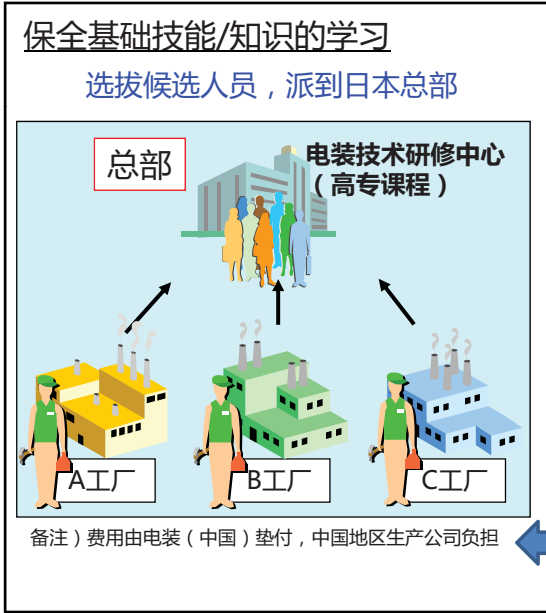 保全基础技能/知识的学习
选拔候选人员，派到日本总部
总部
电装技术研修中心
（高专课程）
A工厂
B工厂
C工厂
备注）费用由电装（中国）垫付，中国地区生产公司负担